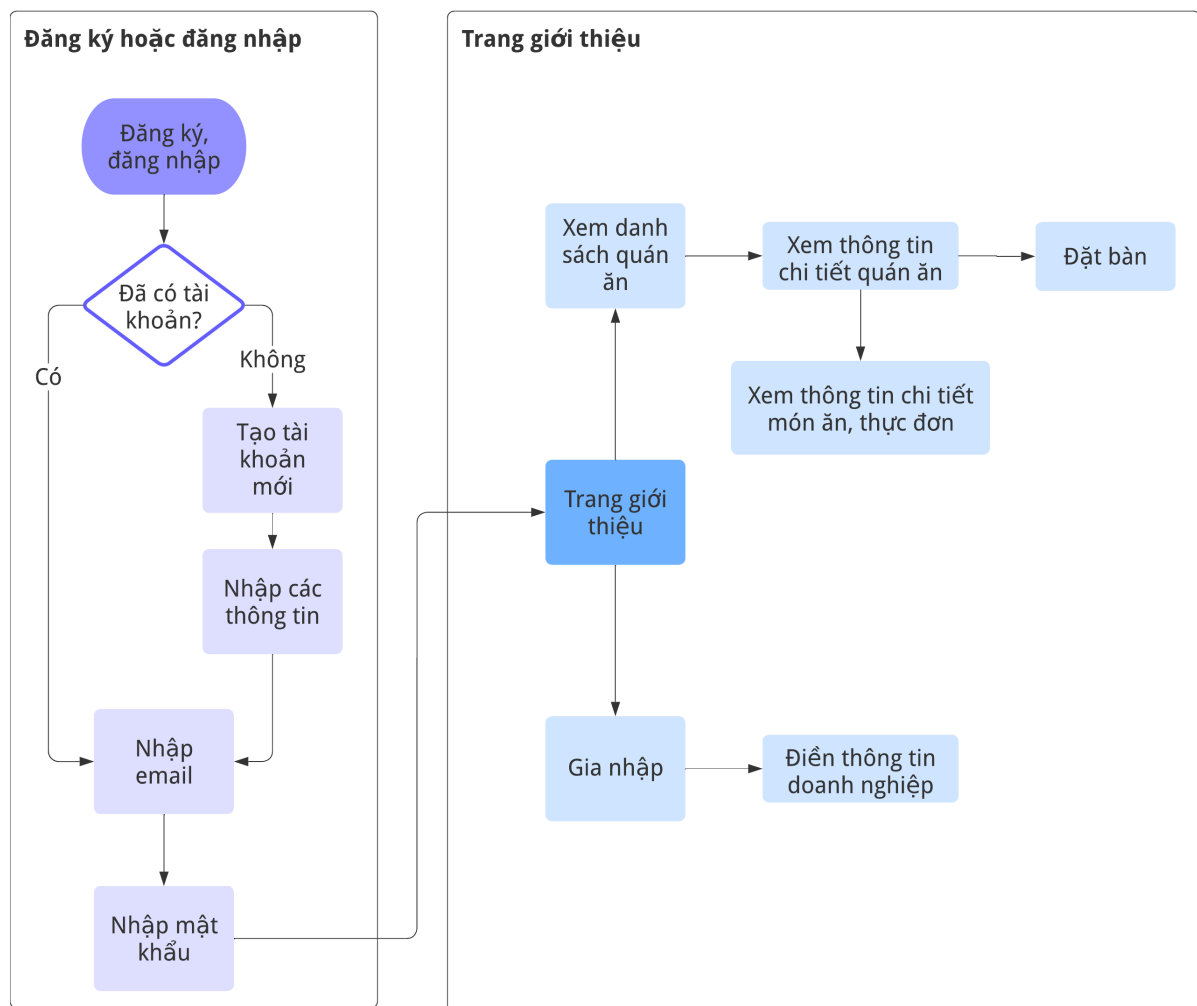 Đăng ký hoặc đăng nhập
Đăng ký,
đăng nhập
Đã có tài
khoản?
Có
Không
Tạo tài
khoản
mới
Nhập các
thông tin
Nhập
email
Nhập mật
khẩu
Trang giới thiệu
Xem danh
sách quán
ăn
Xem thông tin
chi tiết quán ăn
Đặt bàn
Xem thông tin chi tiết
món ăn, thực đơn
Trang giới
thiệu
Gia nhập
Điền thông tin
doanh nghiệp